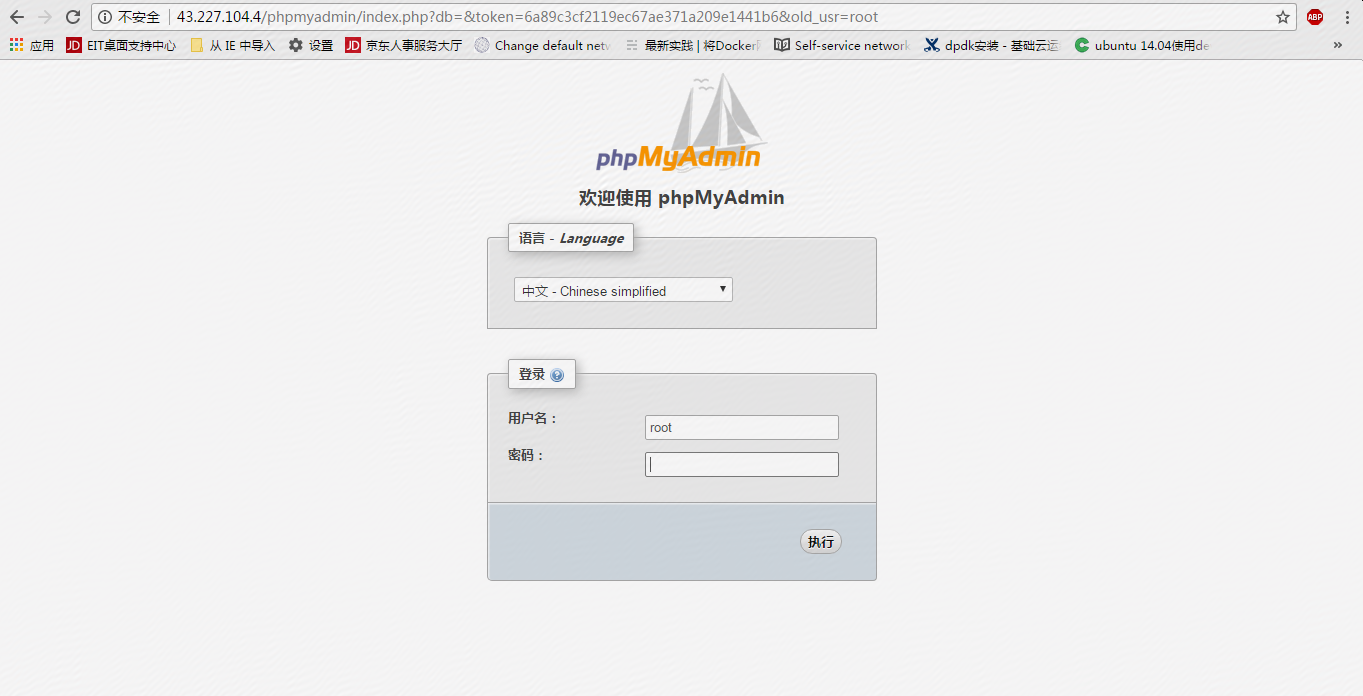 不安全 43.227.104.4/phpmyadmin/index.php?db=&token=6a89c3cf2119ec67ae371a209e1441b6&old_usr=root ABP
应用 JD EIT桌面支持中心 从 IE 中导入 设置 JD 京东人事服务大厅 Change default netw 最新实践 | 将Docker Self-service network dpdk安装 - 基础云运 ubuntu 14.04使用de »
phpMyAdmin
欢迎使用 phpMyAdmin
语言 - Language
中文 - Chinese simplified
登录
用户名：
root
密码：
执行